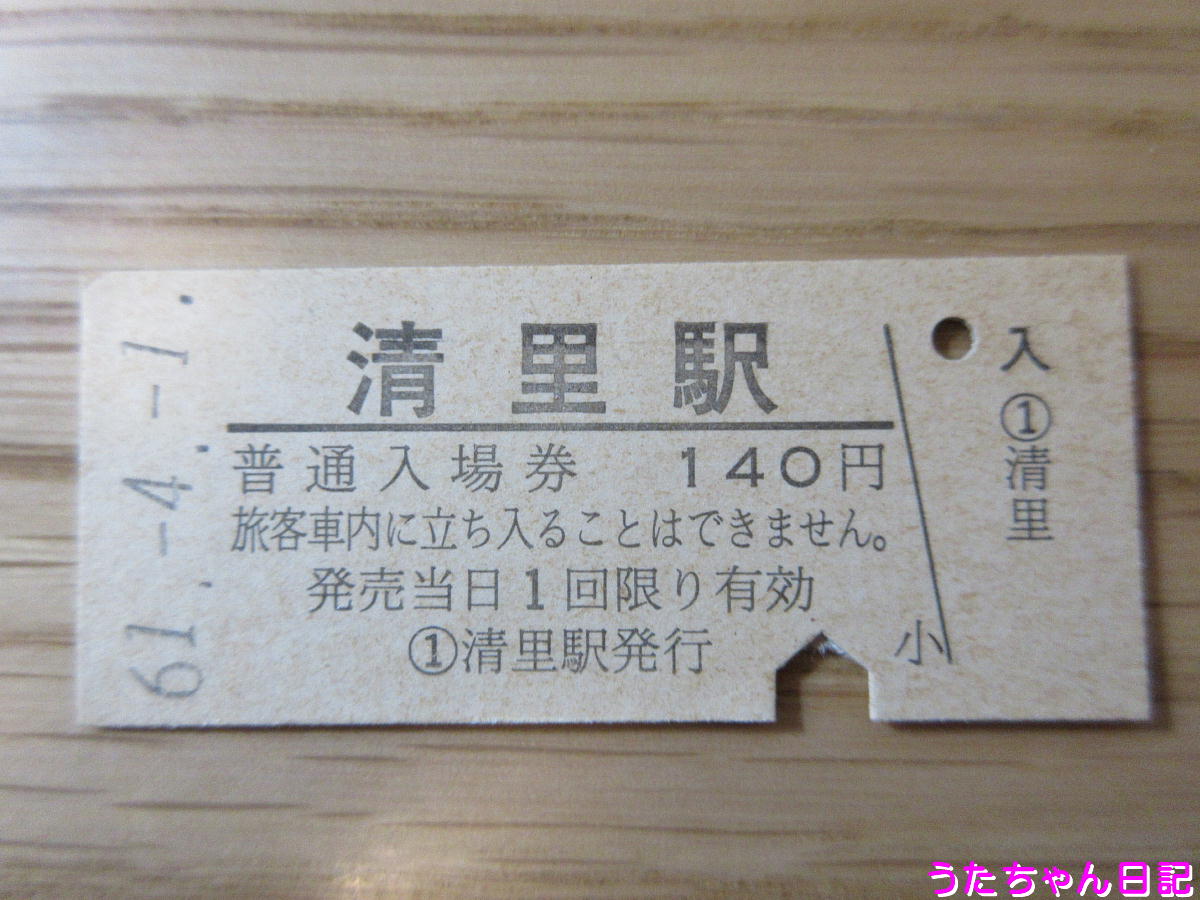 清里駅
普通入場券 140円
旅客車内に立ち入ることはできません。
発売当日1回限り有効
①清里駅発行
小
入
①清里
61.-4.-1.
うたちゃん日記